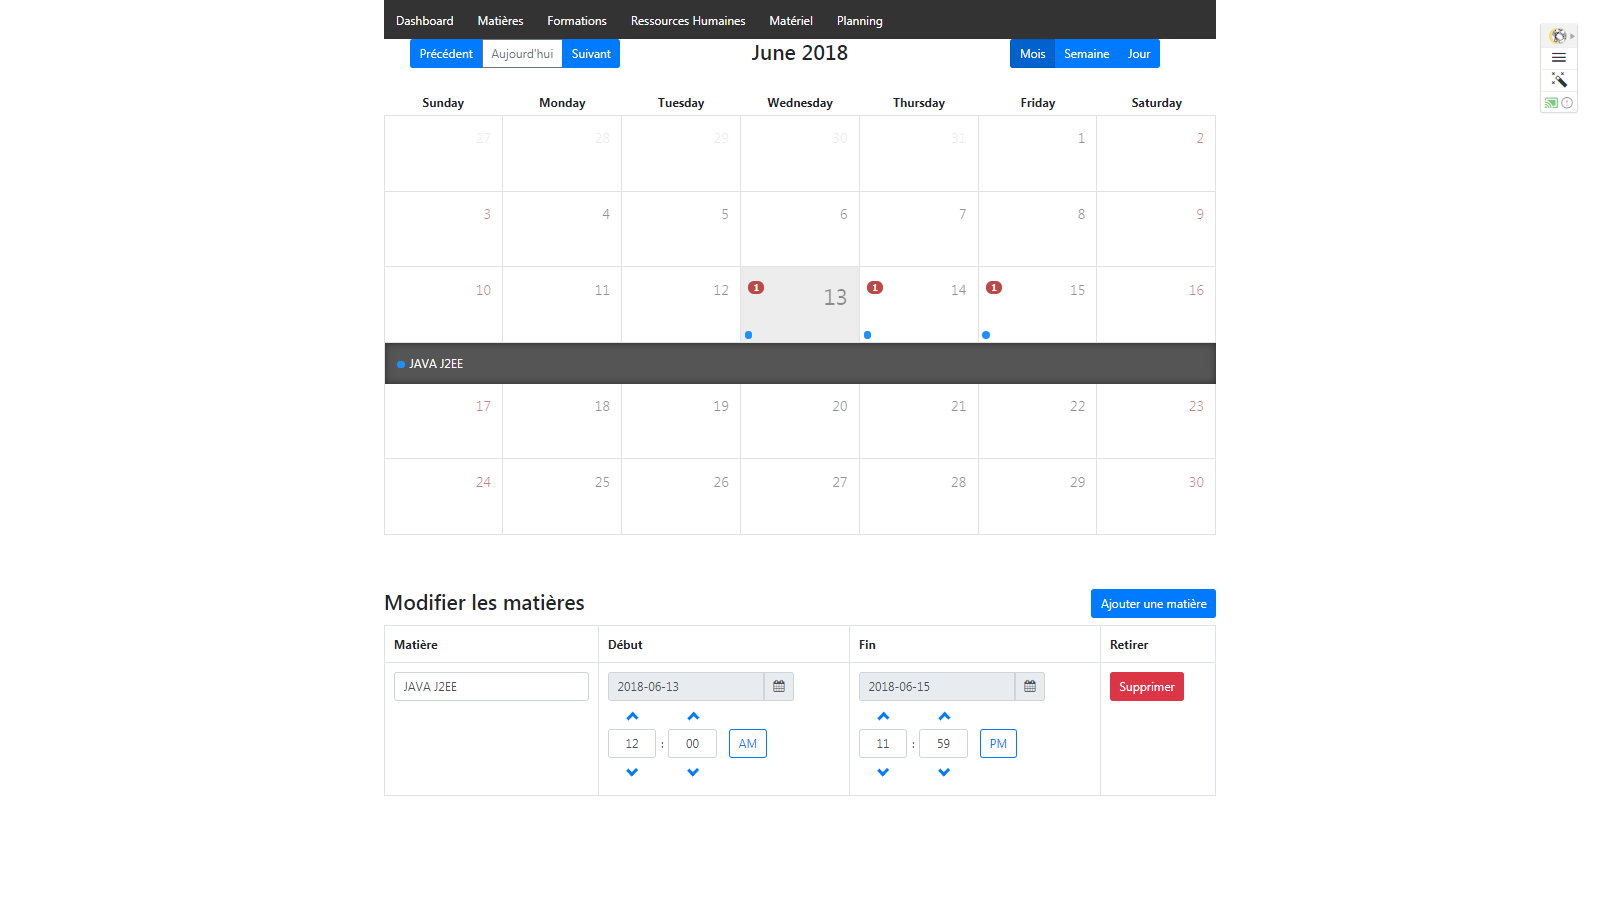 Dashboard Matières Formations Ressources Humaines Matériel Planning
Précédent Aujourd'hui Suivant June 2018 Mois Semaine Jour
Sunday Monday Tuesday Wednesday Thursday Friday Saturday
27 28 29 30 31 1 2
3 4 5 6 7 8 9
10 11 12 1 13 1 14 1 15 16
JAVA J2EE
17 18 19 20 21 22 23
24 25 26 27 28 29 30
Modifier les matières Ajouter une matière
Matière Début Fin Retirer
JAVA J2EE 2018-06-13 2018-06-15 Supprimer
12 : 00 AM 11 : 59 PM